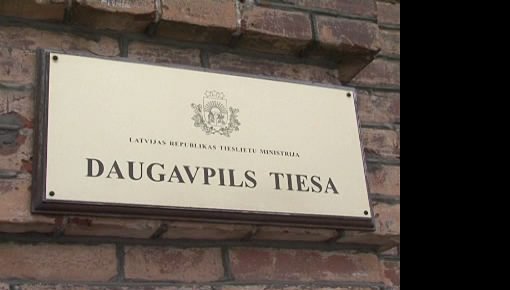 LATVIJAS REPUBLIKAS TIESLIETU MINISTRIJA
DAUGAVPILS TIESA